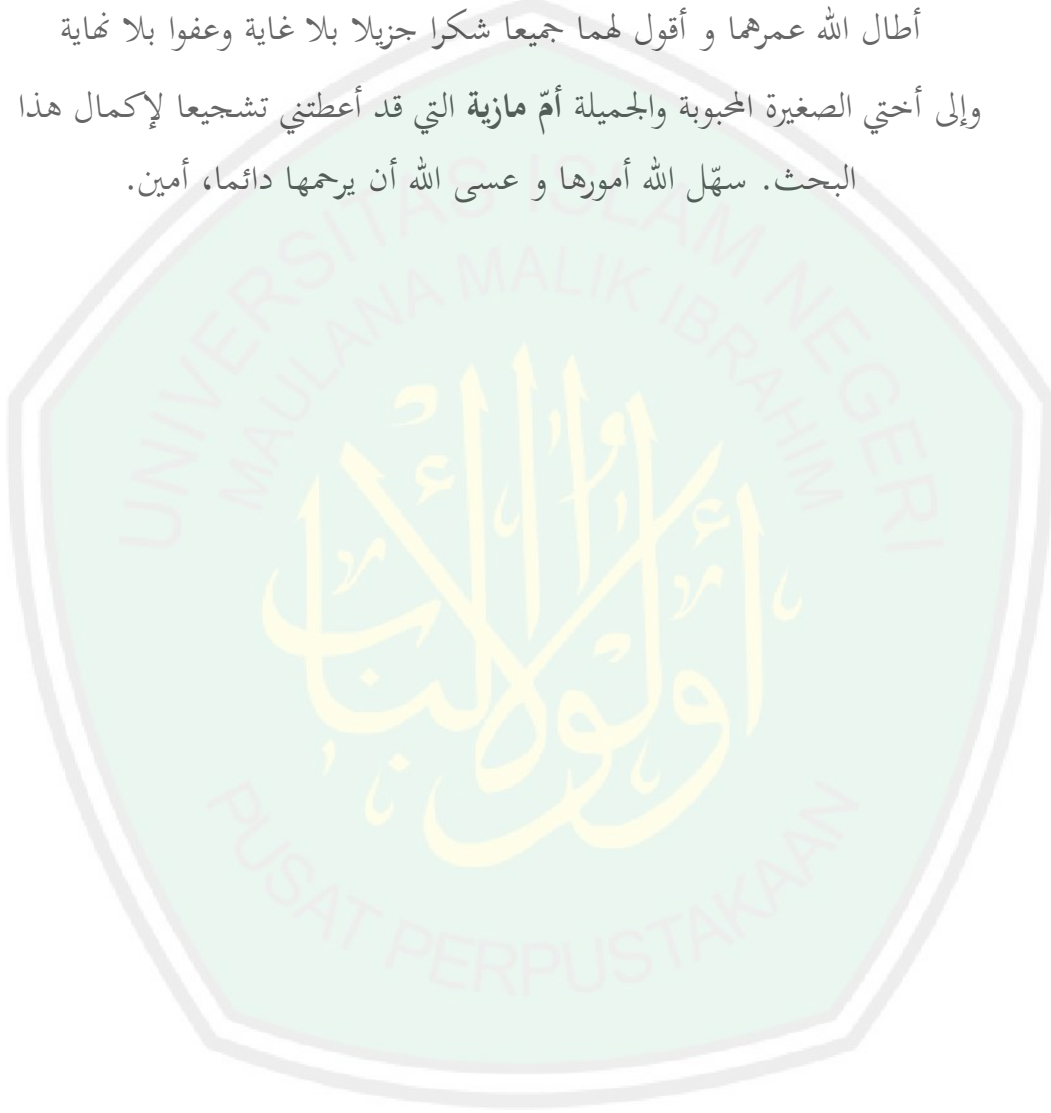 أطال الله عمرهما و أقول لهما جميعا شكرا جزيلا بلا غاية وعفوا بلا نهاية
وإلى أختي الصغيرة المحبوبة والجميلة أمّ مازية التي قد أعطتني تشجيعا لإكمال هذا
البحث. سهّل الله أمورها و عسى الله أن يرحمها دائما، أمين.
UNIVERSITAS ISLAM NEGERI
MAULANA MALIK IBRAHIM
أولو الألباب
PUSAT PERPUSTAKAAN